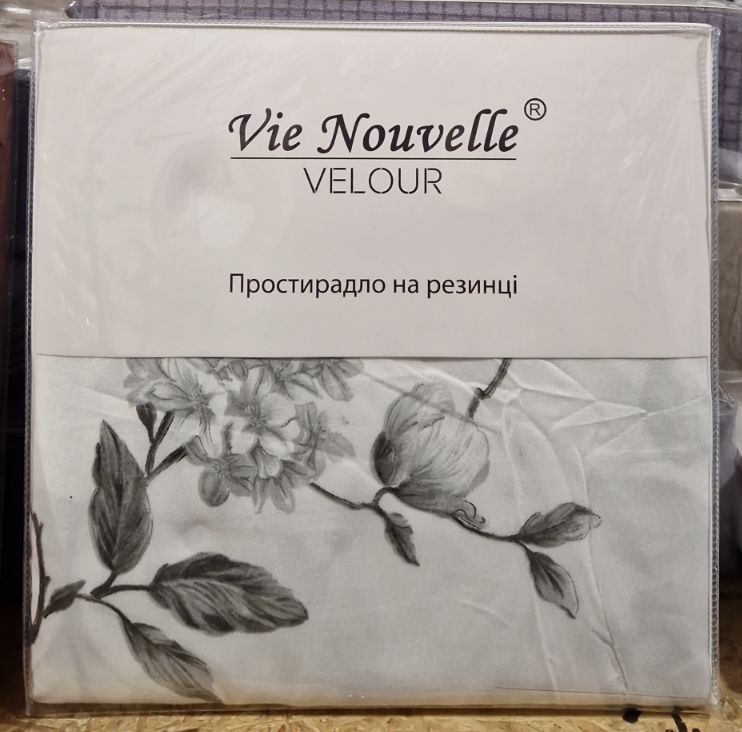 Vie Nouvelle®
VELOUR
Простирадло на резинці